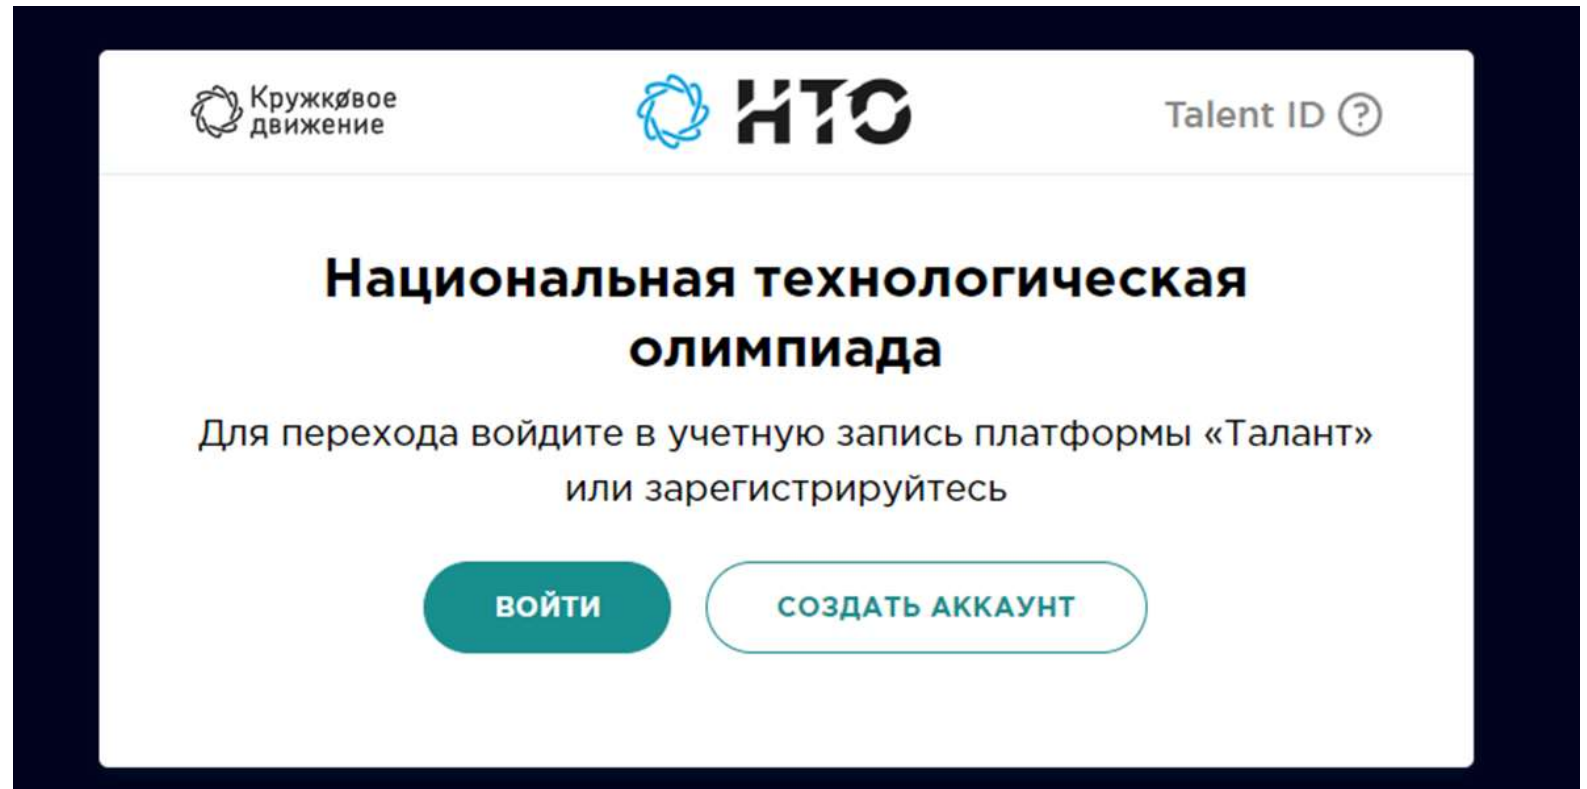 Кружковое
движение
НТО
Talent ID ?
Национальная технологическая
олимпиада
Для перехода войдите в учетную запись платформы «Талант»
или зарегистрируйтесь
ВОЙТИ
СОЗДАТЬ АККАУНТ